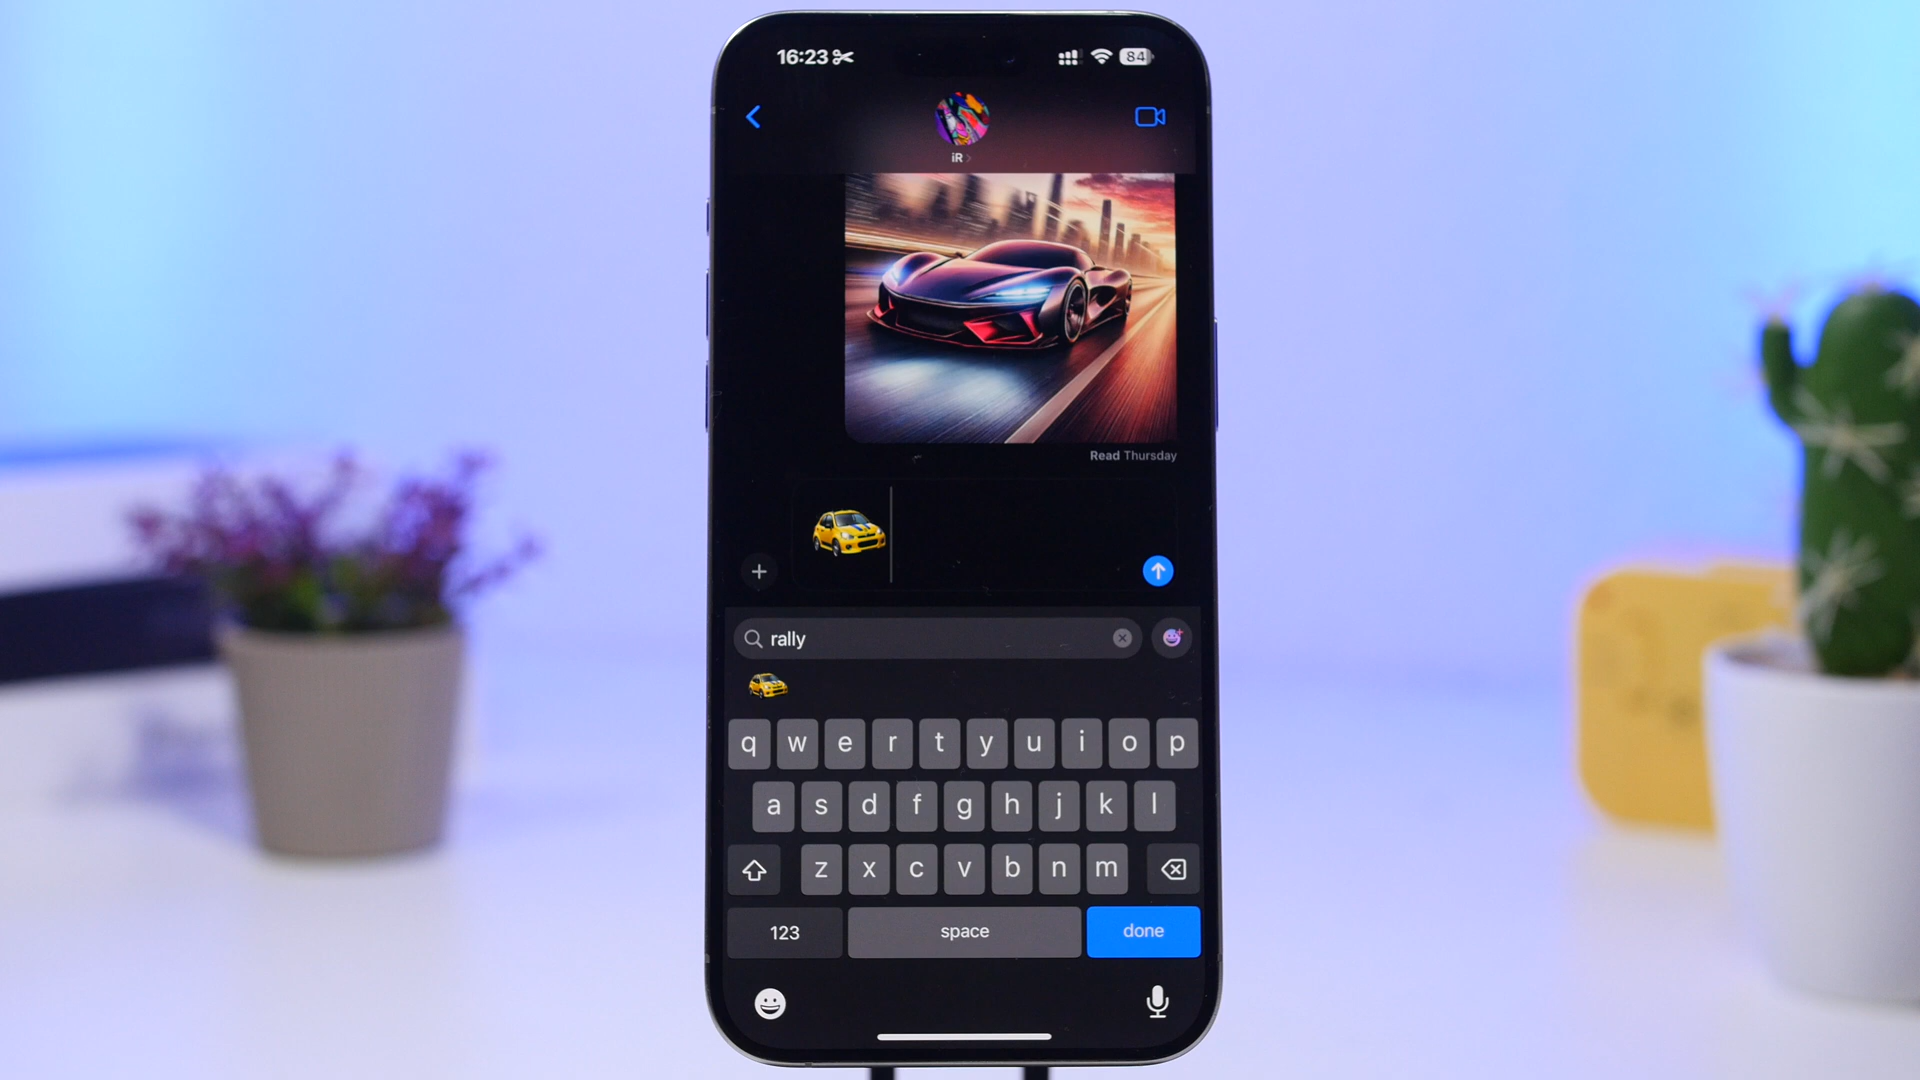 16:23
84
iR
Read Thursday
rally
q w e r t y u i o p
a s d f g h j k l
z x c v b n m
123 space done